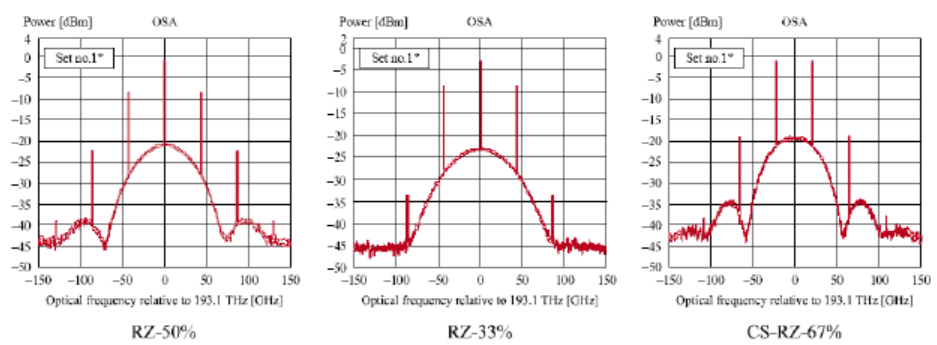 Power [dBm] OSA
4
2
0
-5
-10
-15
-20
-25
-30
-35
-40
-45
-50
Set no.1*
-150 -100 -50 0 50 100 150
Optical frequency relative to 193.1 THz [GHz]
RZ-50%
Power [dBm] OSA
4
2
0
-5
-10
-15
-20
-25
-30
-35
-40
-45
-50
Set no.1*
-150 -100 -50 0 50 100 150
Optical frequency relative to 193.1 THz [GHz]
RZ-33%
Power [dBm] OSA
4
2
0
-5
-10
-15
-20
-25
-30
-35
-40
-45
-50
Set no.1*
-150 -100 -50 0 50 100 150
Optical frequency relative to 193.1 THz [GHz]
CS-RZ-67%